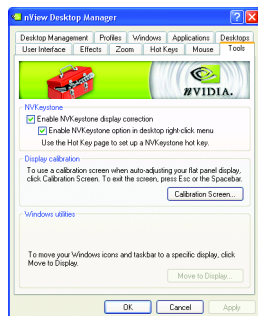 nView Desktop Manager
Desktop Management Profiles Windows Applications Desktops
User Interface Effects Zoom Hot Keys Mouse Tools
NVIDIA.
NVKeystone
Enable NVKeystone display correction
Enable NVKeystone option in desktop right-click menu
Use the Hot Key page to set up a NVKeystone hot key.
Display calibration
To use a calibration screen when auto-adjusting your flat panel display,
click Calibration Screen. To exit the screen, press Esc or the Spacebar.
Calibration Screen...
Windows utilities
To move your Windows icons and taskbar to a specific display, click
Move to Display.
Move to Display...
OK Cancel Apply